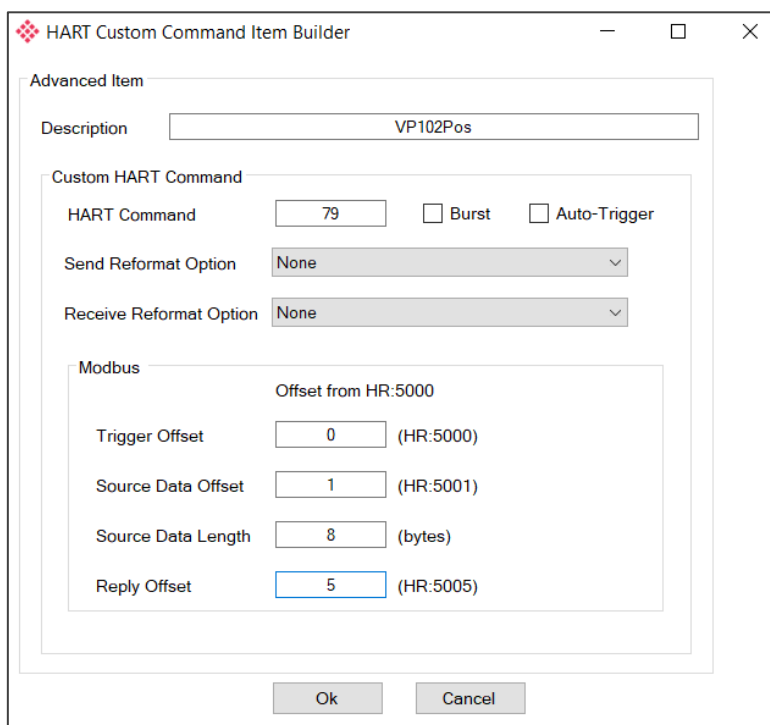 HART Custom Command Item Builder
Advanced Item
Description VP102Pos
Custom HART Command
HART Command 79 Burst Auto-Trigger
Send Reformat Option None
Receive Reformat Option None
Modbus
Offset from HR:5000
Trigger Offset 0 (HR:5000)
Source Data Offset 1 (HR:5001)
Source Data Length 8 (bytes)
Reply Offset 5 (HR:5005)
Ok Cancel